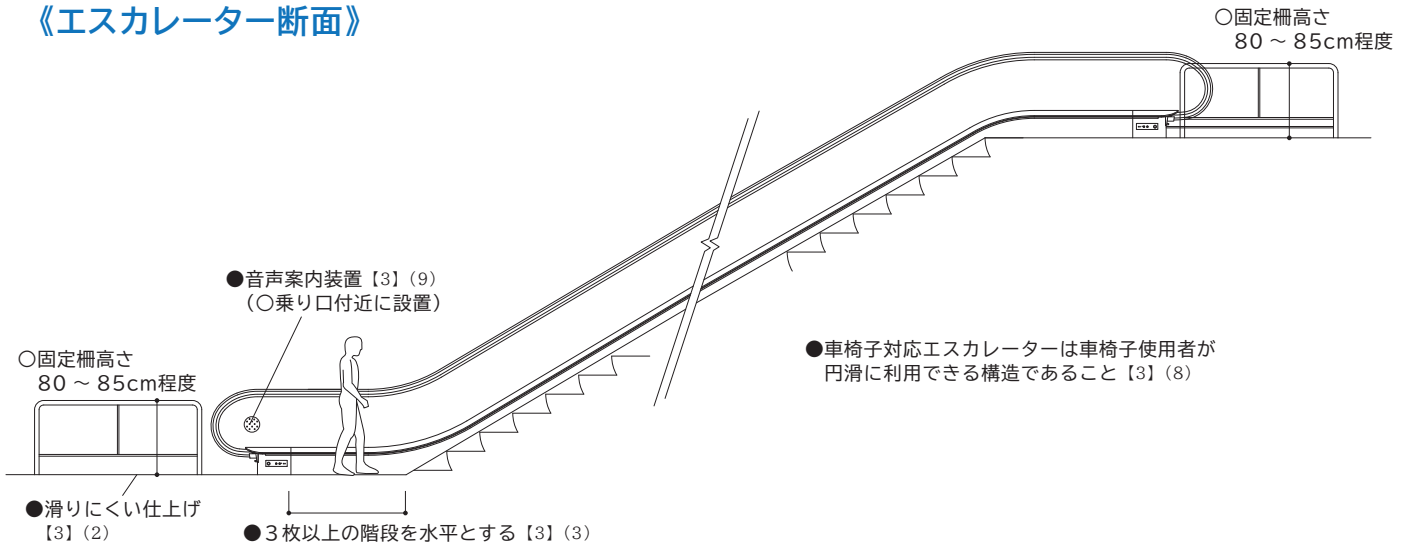 《エスカレーター断面》
○固定柵高さ
80 ～ 85cm程度
●音声案内装置【3】(9)
(○乗り口付近に設置)
○固定柵高さ
80 ～ 85cm程度
●車椅子対応エスカレーターは車椅子使用者が
円滑に利用できる構造であること【3】(8)
●滑りにくい仕上げ
【3】(2)
●３枚以上の階段を水平とする【3】(3)